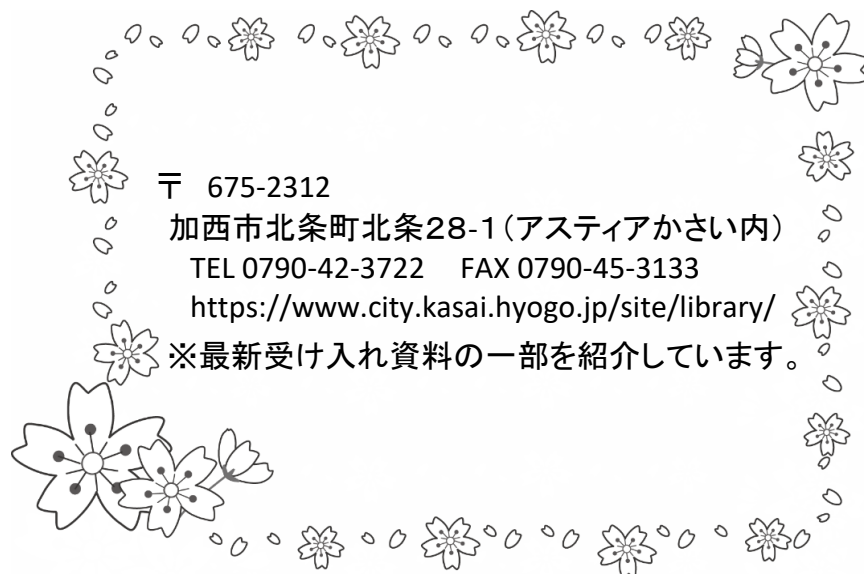 〒 675-2312
加西市北条町北条28-1(アスティアかさい内)
TEL 0790-42-3722 FAX 0790-45-3133
https://www.city.kasai.hyogo.jp/site/library/
※最新受け入れ資料の一部を紹介しています。